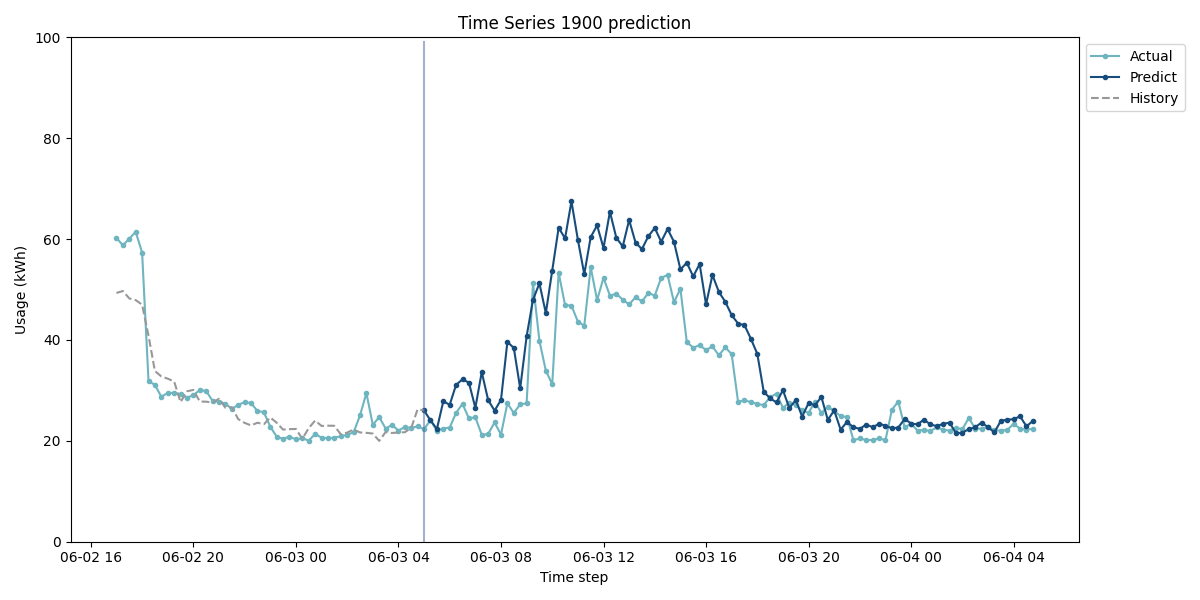 Time Series 1900 prediction
100
80
60
40
20
0
Usage (kWh)
06-02 16
06-02 20
06-03 00
06-03 04
06-03 08
06-03 12
06-03 16
06-03 20
06-04 00
06-04 04
Time step
Actual
Predict
History